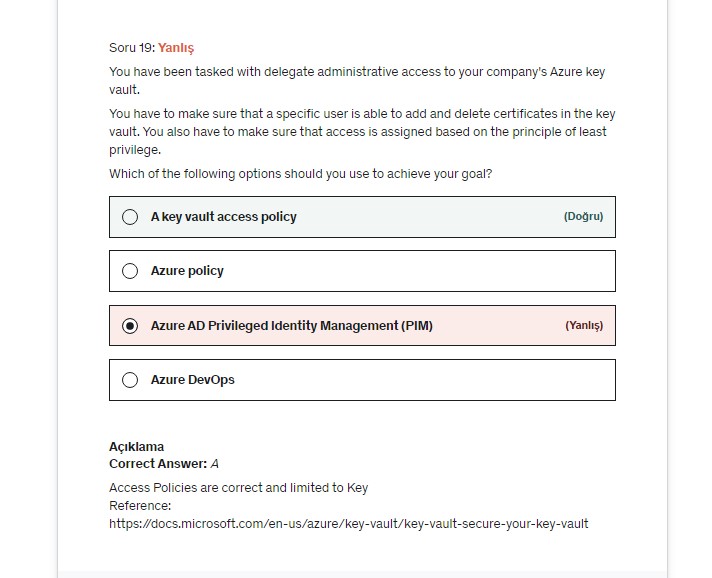 Soru 19: Yanlış
You have been tasked with delegate administrative access to your company's Azure key
vault.
You have to make sure that a specific user is able to add and delete certificates in the key
vault. You also have to make sure that access is assigned based on the principle of least
privilege.
Which of the following options should you use to achieve your goal?
A key vault access policy (Doğru)
Azure policy
Azure AD Privileged Identity Management (PIM) (Yanlış)
Azure DevOps
Açıklama
Correct Answer: A
Access Policies are correct and limited to Key
Reference:
https://docs.microsoft.com/en-us/azure/key-vault/key-vault-secure-your-key-vault